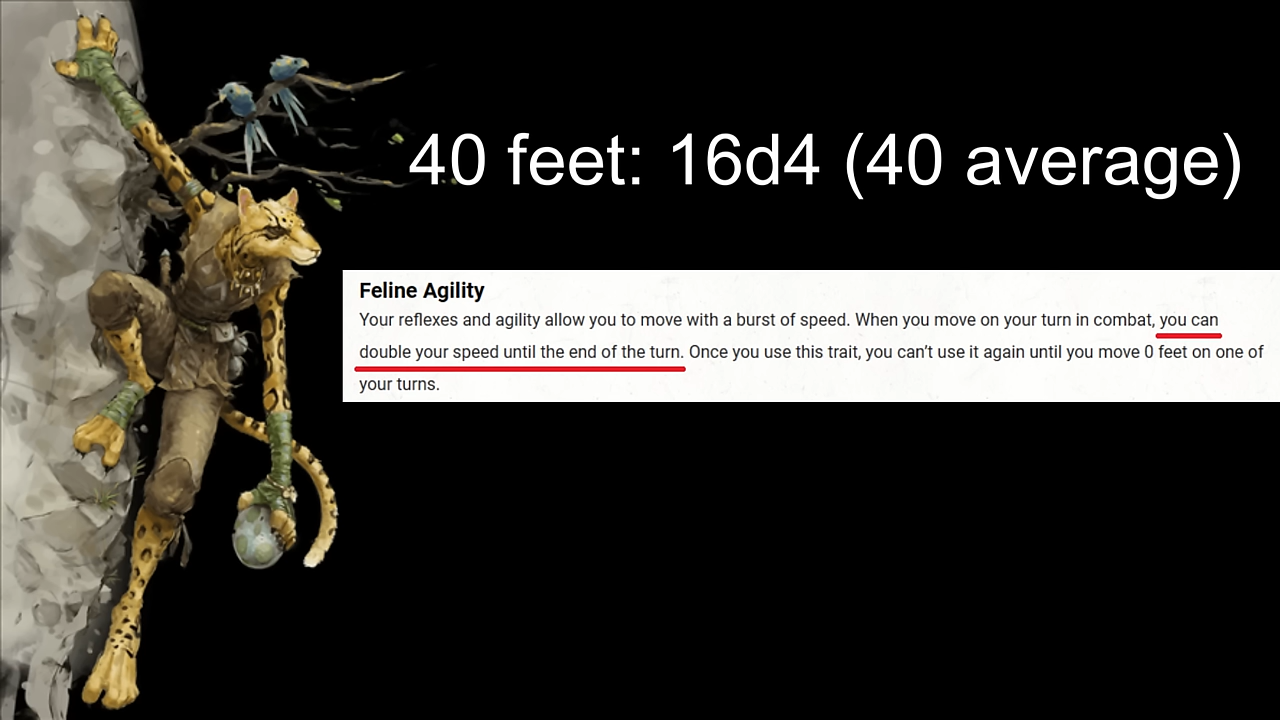 40 feet: 16d4 (40 average)
Feline Agility
Your reflexes and agility allow you to move with a burst of speed. When you move on your turn in combat, you can
double your speed until the end of the turn. Once you use this trait, you can’t use it again until you move 0 feet on one of
your turns.